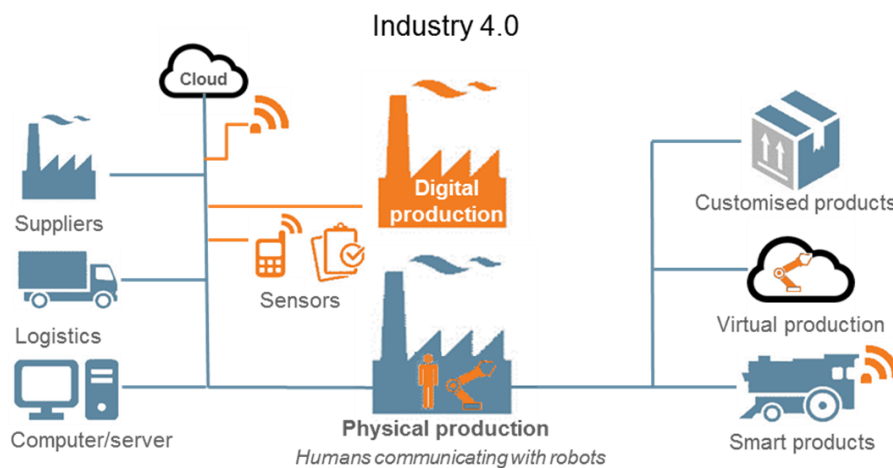 Industry 4.0
Cloud
Suppliers
Digital
production
Customised products
Sensors
Logistics
Virtual production
Computer/server
Physical production
Humans communicating with robots
Smart products